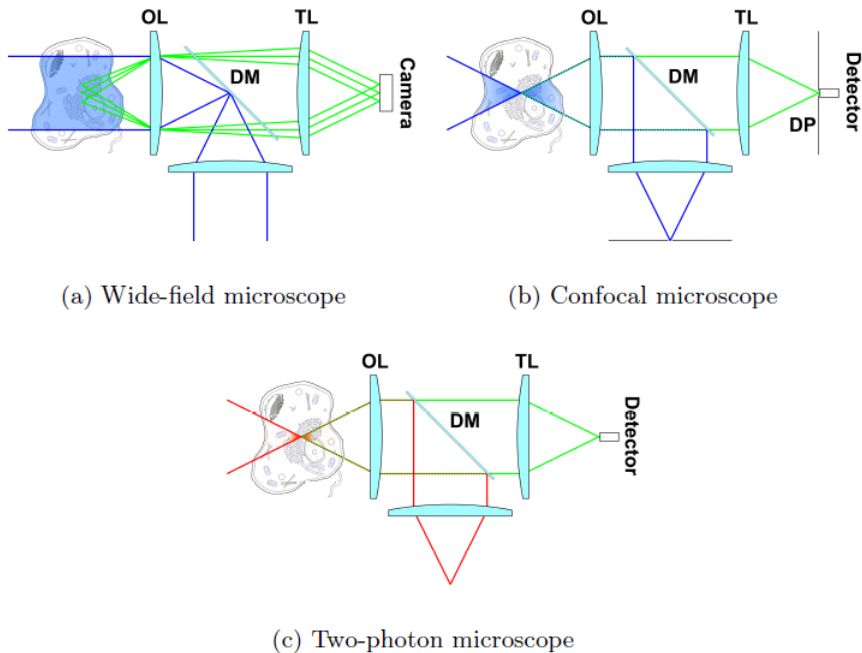 OL TL
DM
Camera
(a) Wide-field microscope
OL TL
DM
DP
Detector
(b) Confocal microscope
OL TL
DM
Detector
(c) Two-photon microscope